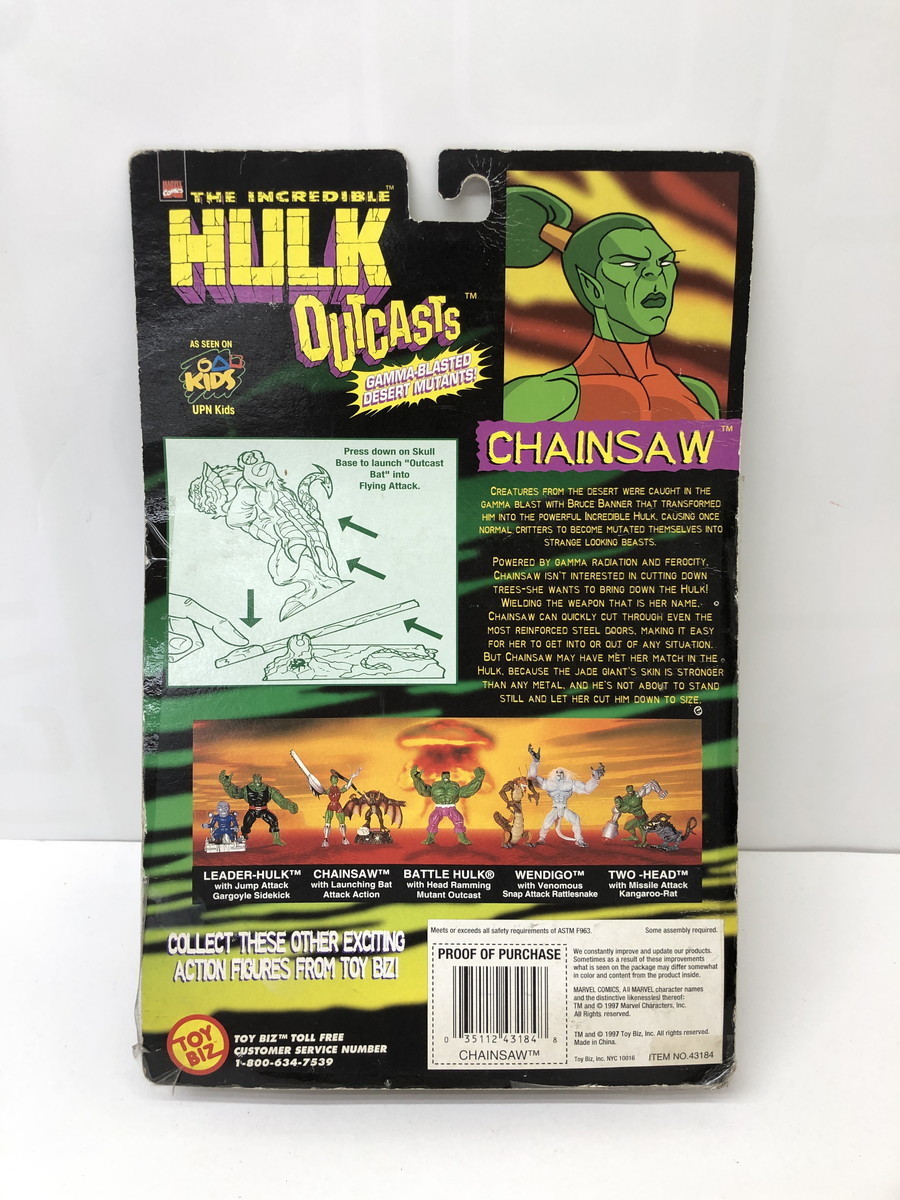 MARVEL COMICS
THE INCREDIBLE™
HULK
OUTCASTS™
GAMMA-BLASTED
DESERT MUTANTS!
AS SEEN ON
KIDS
UPN Kids
Press down on Skull
Base to launch "Outcast
Bat" into
Flying Attack.
CHAINSAW™
CREATURES FROM THE DESERT WERE CAUGHT IN THE
GAMMA BLAST WITH BRUCE BANNER THAT TRANSFORMED
HIM INTO THE POWERFUL INCREDIBLE HULK, CAUSING ONCE
NORMAL CRITTERS TO BECOME MUTATED THEMSELVES INTO
STRANGE LOOKING BEASTS.
POWERED BY GAMMA RADIATION AND FEROCITY,
CHAINSAW ISN'T INTERESTED IN CUTTING DOWN
TREES-SHE WANTS TO BRING DOWN THE HULK!
WIELDING THE WEAPON THAT IS HER NAME,
CHAINSAW CAN QUICKLY CUT THROUGH EVEN THE
MOST REINFORCED STEEL DOORS, MAKING IT EASY
FOR HER TO GET INTO OR OUT OF ANY SITUATION.
BUT CHAINSAW MAY HAVE MET HER MATCH IN THE
HULK, BECAUSE THE JADE GIANT'S SKIN IS STRONGER
THAN ANY METAL, AND HE'S NOT ABOUT TO STAND
STILL AND LET HER CUT HIM DOWN TO SIZE.
LEADER-HULK™
with Jump Attack
Gargoyle Sidekick
CHAINSAW™
with Launching Bat
Attack Action
BATTLE HULK®
with Head Ramming
Mutant Outcast
WENDIGO™
with Venomous
Snap Attack Rattlesnake
TWO -HEAD™
with Missile Attack
Kangaroo-Rat
COLLECT THESE OTHER EXCITING
ACTION FIGURES FROM TOY BIZ!
TOY
BIZ
TOY BIZ™ TOLL FREE
CUSTOMER SERVICE NUMBER
1-800-634-7539
Meets or exceeds all safety requirements of ASTM F963.
Some assembly required.
PROOF OF PURCHASE
0 35112 43184 8
CHAINSAW™
We constantly improve and update our products.
Sometimes as a result of these improvements
what is seen on the package may differ somewhat
in color and content from the product inside.
MARVEL COMICS, All MARVEL character names
and the distinctive likeness(es) thereof:
TM and © 1997 Marvel Characters, Inc.
All Rights reserved.
TM and © 1997 Toy Biz, Inc. All rights reserved.
Made in China.
Toy Biz, Inc. NYC 10016
ITEM NO.43184